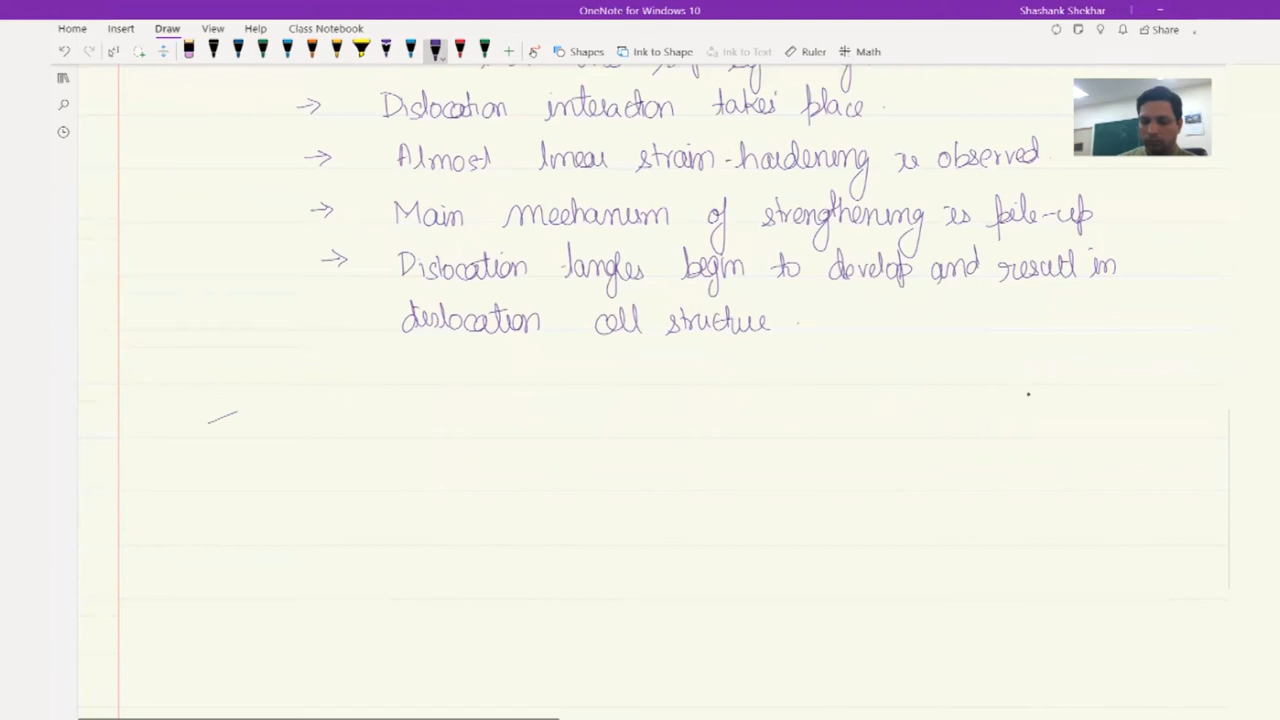 OneNote for Windows 10
Shashank Shekhar
Home Insert Draw View Help Class Notebook
Shapes Ink to Shape Ink to Text Ruler Math
Share
→ Dislocation interaction takes place.
→ Almost linear strain-hardening is observed.
→ Main mechanism of strengthening is pile-up
→ Dislocation tangles begin to develop and result in
dislocation cell structure.